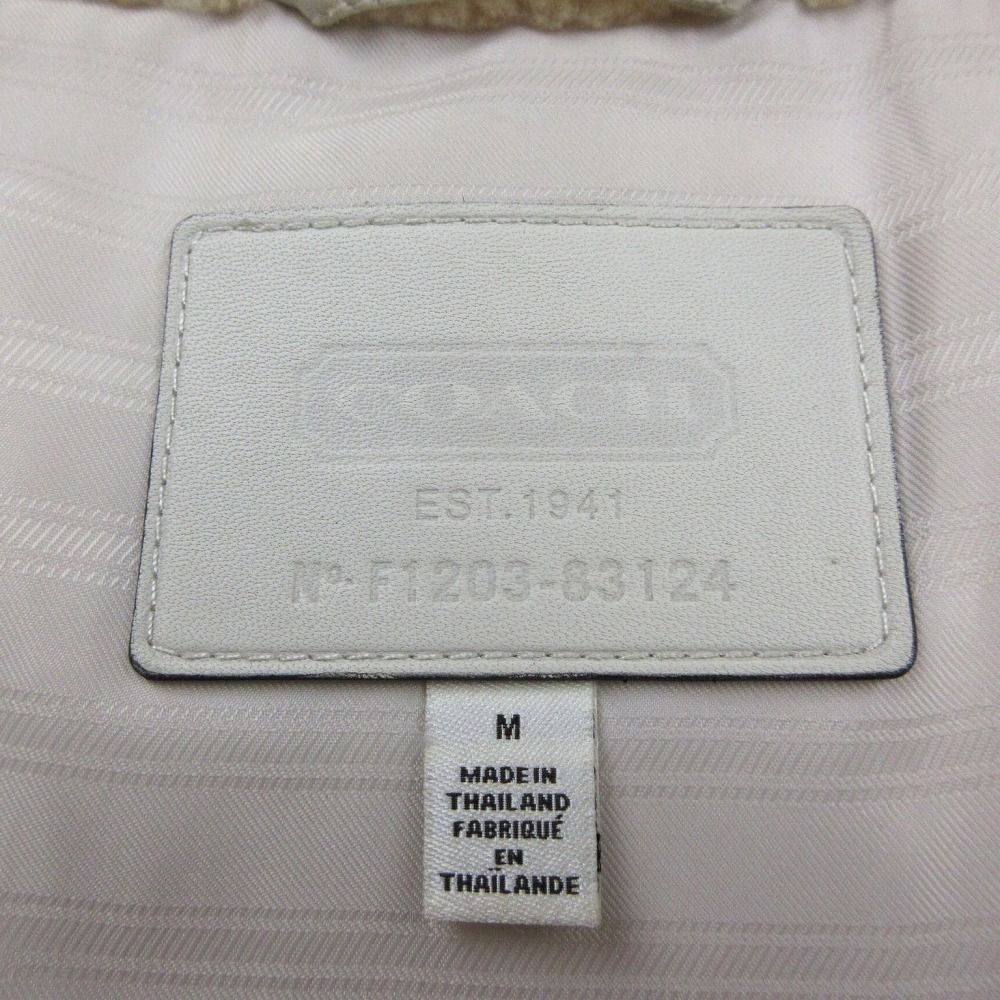 COACH
EST. 1941
Nº F1203-83124
M
MADE IN
THAILAND
FABRIQUÉ
EN
THAÏLANDE